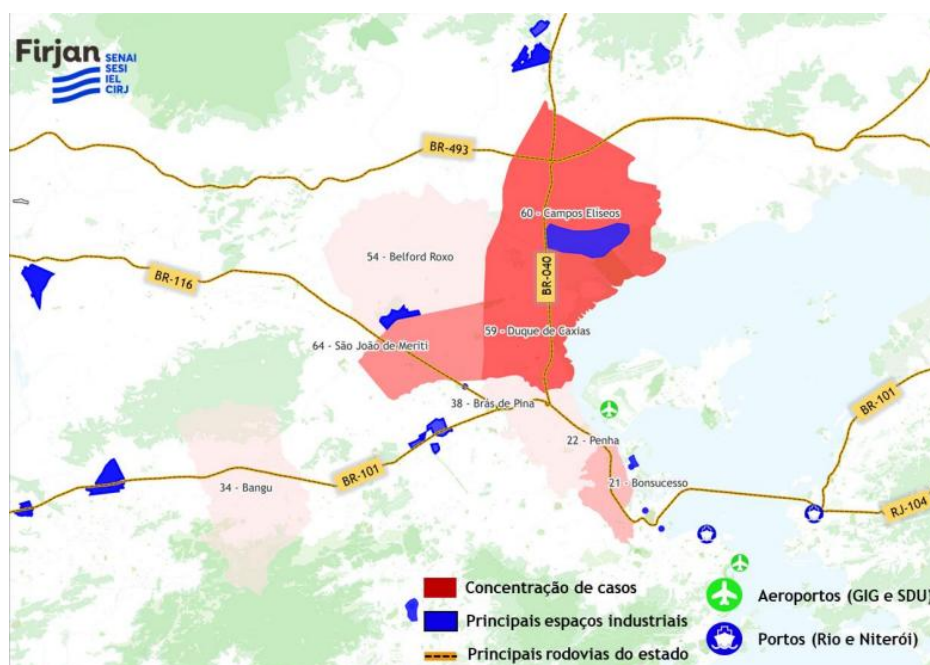 Firjan
SENAI
SESI
IEL
CIRJ
BR-493
60 - Campos Elíseos
54 - Belford Roxo
BR-116
BR-040
59 - Duque de Caxias
64 - São João de Meriti
38 - Brás de Pina
BR-101
22 - Penha
BR-101
34 - Bangu
21 - Bonsucesso
RJ-104
Concentração de casos
Principais espaços industriais
Principais rodovias do estado
Aeroportos (GIG e SDU)
Portos (Rio e Niterói)